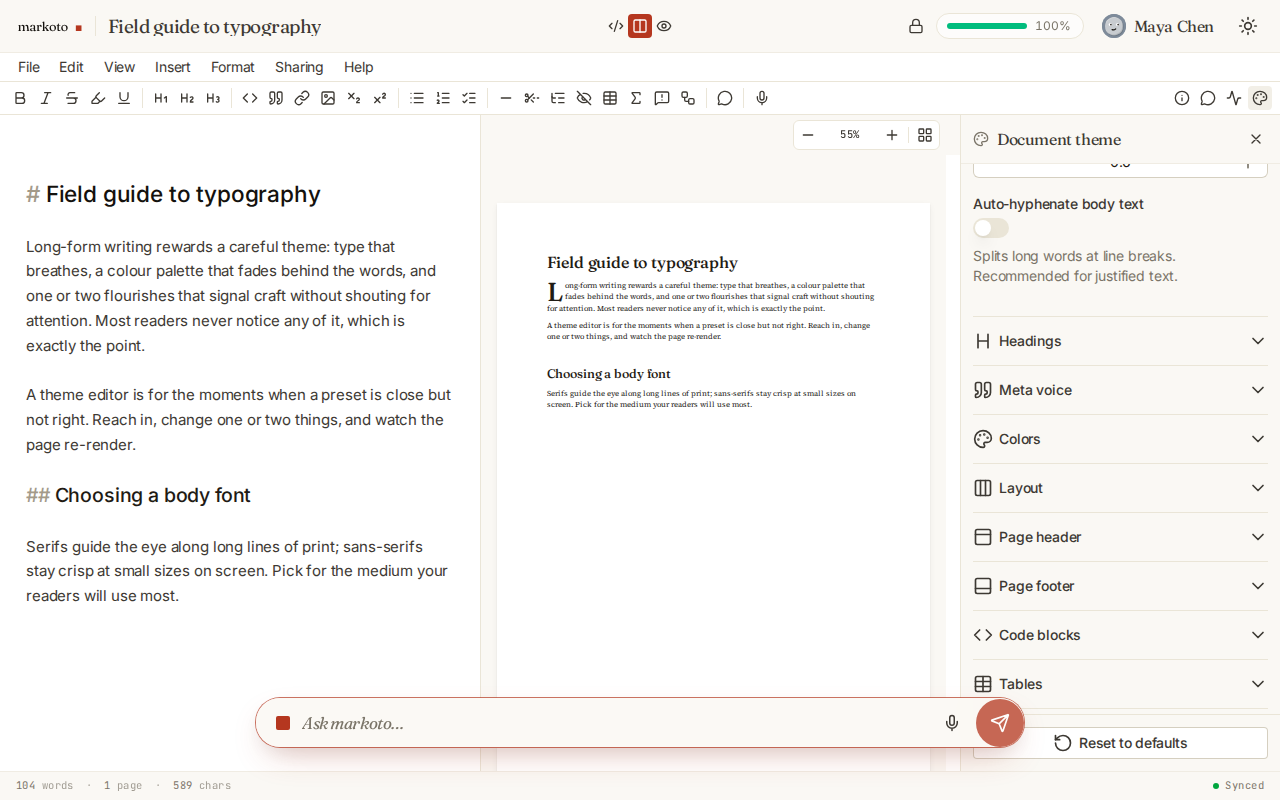 markoto
Field guide to typography
100%
Maya Chen
File Edit View Insert Format Sharing Help
H1 H2 H3
55%
Document theme
# Field guide to typography
Long-form writing rewards a careful theme: type that
breathes, a colour palette that fades behind the words, and
one or two flourishes that signal craft without shouting for
attention. Most readers never notice any of it, which is
exactly the point.
A theme editor is for the moments when a preset is close but
not right. Reach in, change one or two things, and watch the
page re-render.
## Choosing a body font
Serifs guide the eye along long lines of print; sans-serifs
stay crisp at small sizes on screen. Pick for the medium your
readers will use most.
Field guide to typography
Long-form writing rewards a careful theme: type that breathes, a colour palette that
fades behind the words, and one or two flourishes that signal craft without shouting
for attention. Most readers never notice any of it, which is exactly the point.
A theme editor is for the moments when a preset is close but not right. Reach in, change
one or two things, and watch the page re-render.
Choosing a body font
Serifs guide the eye along long lines of print; sans-serifs stay crisp at small sizes on
screen. Pick for the medium your readers will use most.
Auto-hyphenate body text
Splits long words at line breaks.
Recommended for justified text.
Headings
Meta voice
Colors
Layout
Page header
Page footer
Code blocks
Tables
Reset to defaults
Ask markoto...
104 words · 1 page · 589 chars
Synced